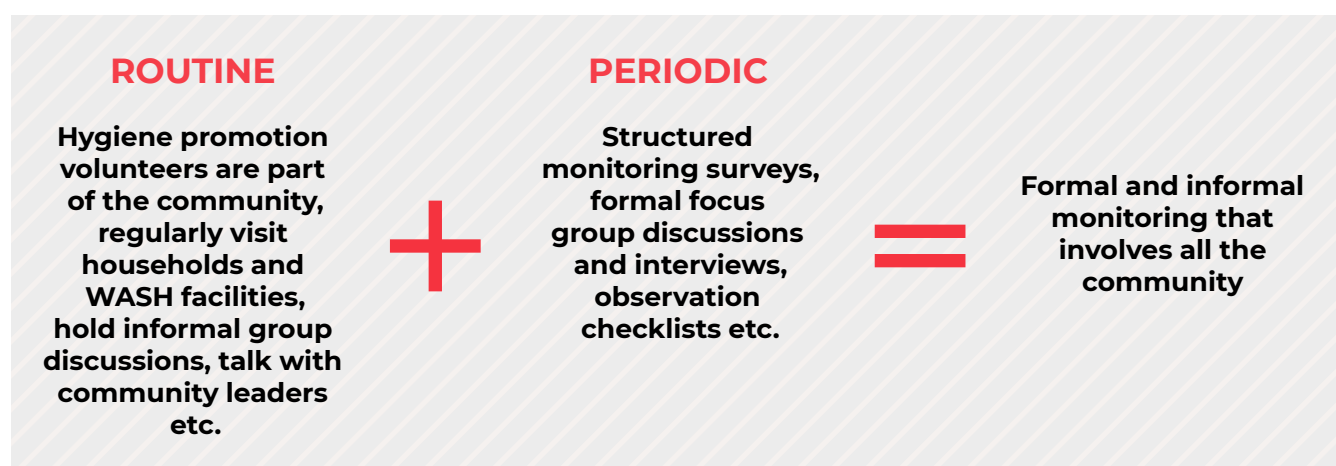 ROUTINE
Hygiene promotion
volunteers are part
of the community,
regularly visit
households and
WASH facilities,
hold informal group
discussions, talk with
community leaders
etc.
+
PERIODIC
Structured
monitoring surveys,
formal focus
group discussions
and interviews,
observation
checklists etc.
=
Formal and informal
monitoring that
involves all the
community